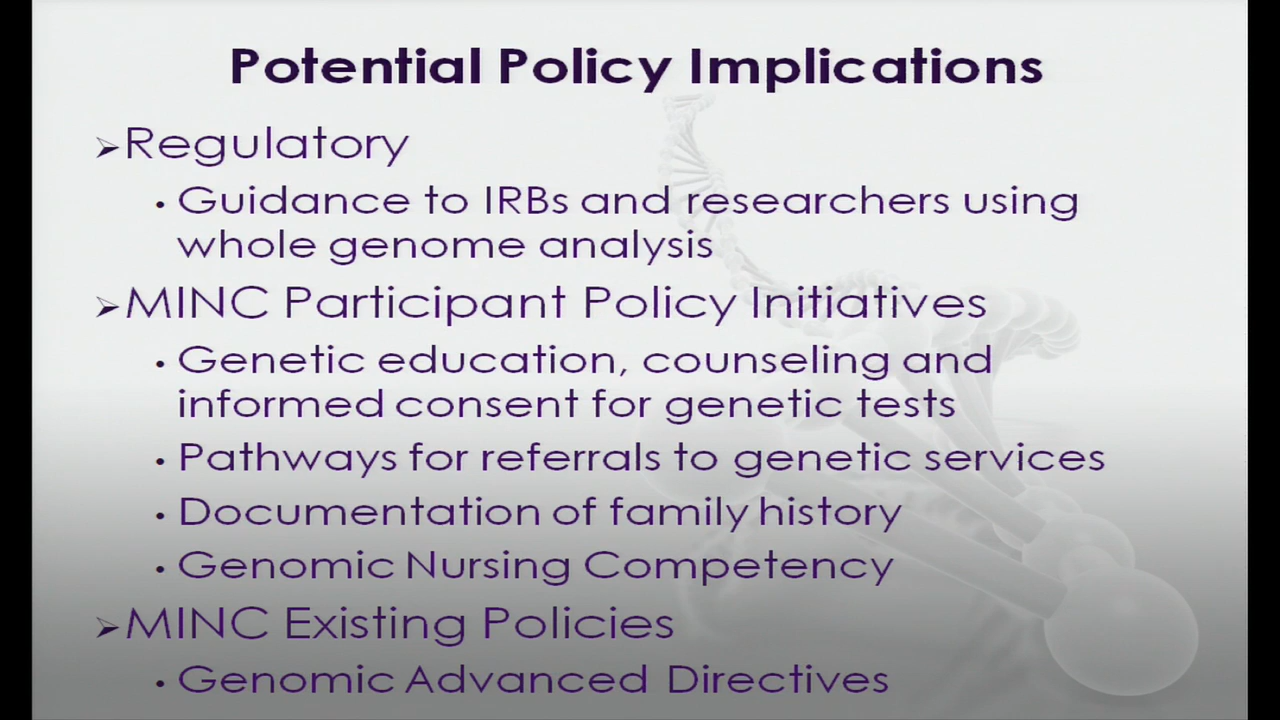 Potential Policy Implications
➢Regulatory
• Guidance to IRBs and researchers using
whole genome analysis
➢MINC Participant Policy Initiatives
• Genetic education, counseling and
informed consent for genetic tests
• Pathways for referrals to genetic services
• Documentation of family history
• Genomic Nursing Competency
➢MINC Existing Policies
• Genomic Advanced Directives